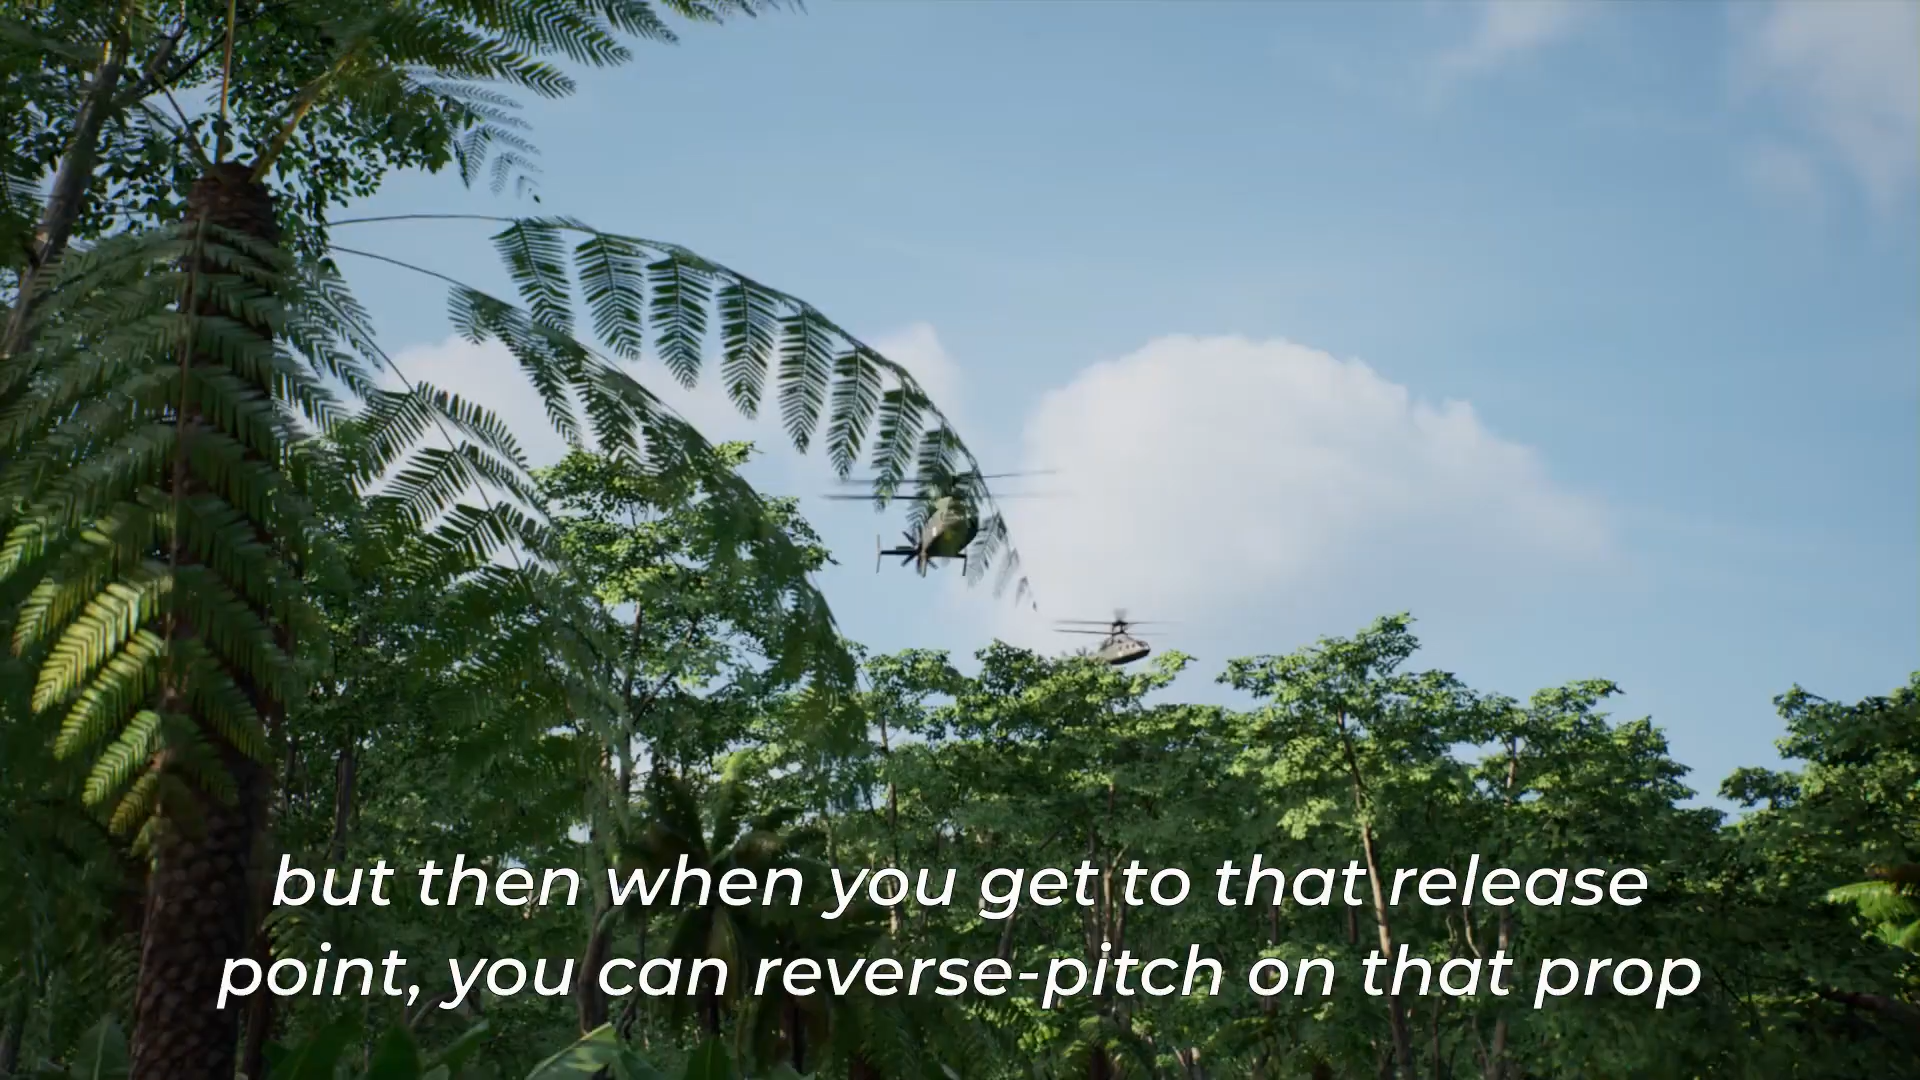 but then when you get to that release
point, you can reverse-pitch on that prop